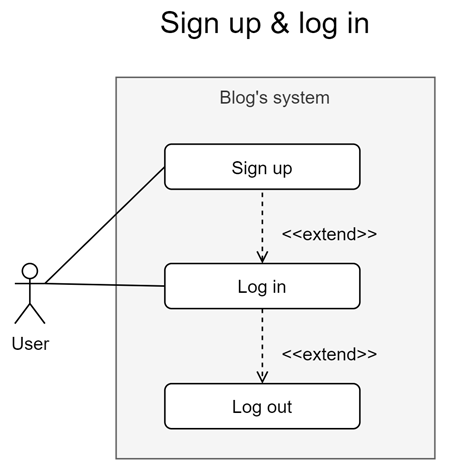 Sign up & log in
Blog's system
Sign up
<<extend>>
Log in
User
<<extend>>
Log out